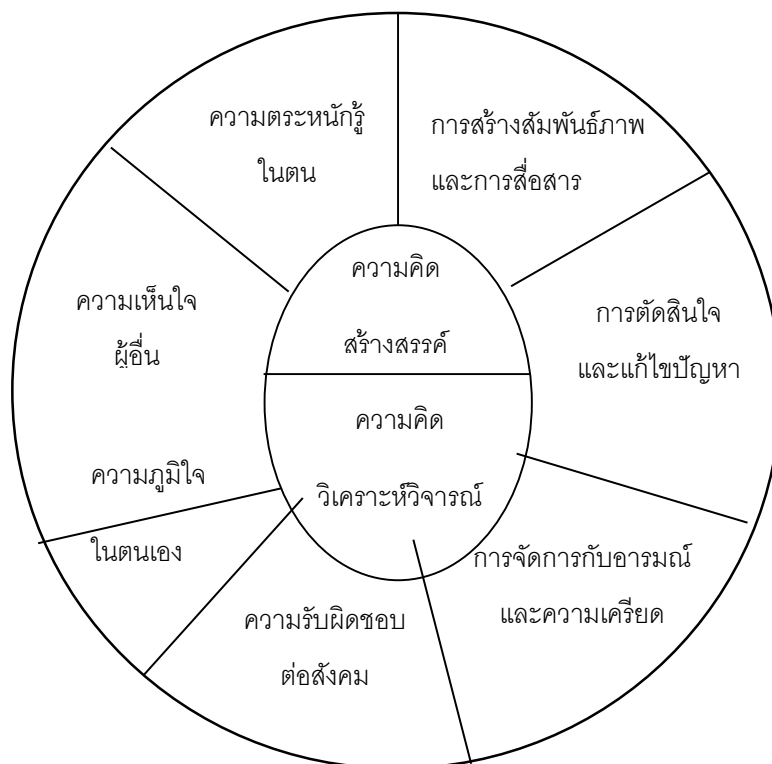 ความตระหนักรู้
ในตน
การสร้างสัมพันธ์ภาพ
และการสื่อสาร
ความคิด
สร้างสรรค์
ความเห็นใจ
ผู้อื่น
การตัดสินใจ
และแก้ไขปัญหา
ความคิด
วิเคราะห์วิจารณ์
ความภูมิใจ
ในตนเอง
การจัดการกับอารมณ์
และความเครียด
ความรับผิดชอบ
ต่อสังคม